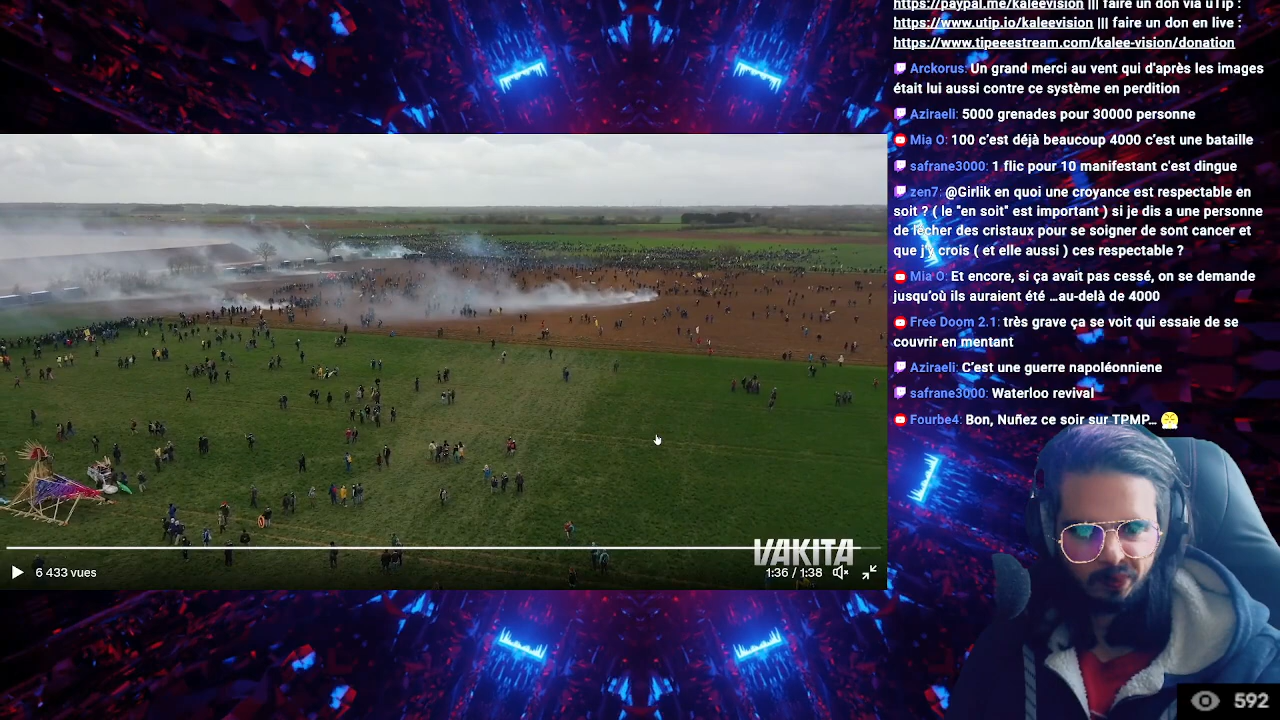 https://paypal.me/kaleevision ||| faire un don via uTip :
https://www.utip.io/kaleevision ||| faire un don en live :
https://www.tipeeestream.com/kalee-vision/donation
Arckorus: Un grand merci au vent qui d'après les images
était lui aussi contre ce système en perdition
Aziraeli: 5000 grenades pour 30000 personne
Mia O: 100 c’est déjà beaucoup 4000 c’est une bataille
safrane3000: 1 flic pour 10 manifestant c'est dingue
zen7: @Girlik en quoi une croyance est respectable en
soit ? ( le "en soit" est important ) si je dis a une personne
de lécher des cristaux pour se soigner de sont cancer et
que j'y crois ( et elle aussi ) ces respectable ?
Mia O: Et encore, si ça avait pas cessé, on se demande
jusqu’où ils auraient été …au-delà de 4000
Free Doom 2.1: très grave ça se voit qui essaie de se
couvrir en mentant
Aziraeli: C’est une guerre napoléonniene
safrane3000: Waterloo revival
Fourbe4: Bon, Nuñez ce soir sur TPMP…
VAKITA
6 433 vues
1:36 / 1:38
592